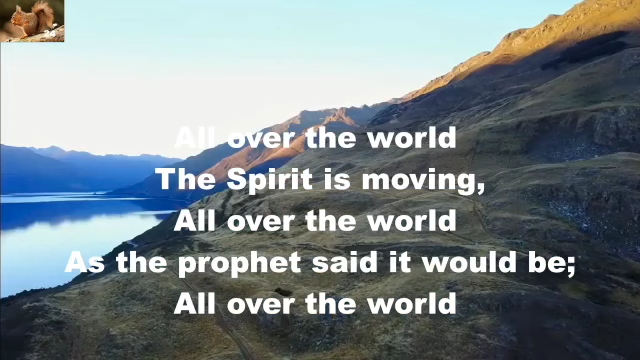 All over the world
The Spirit is moving,
All over the world
As the prophet said it would be;
All over the world